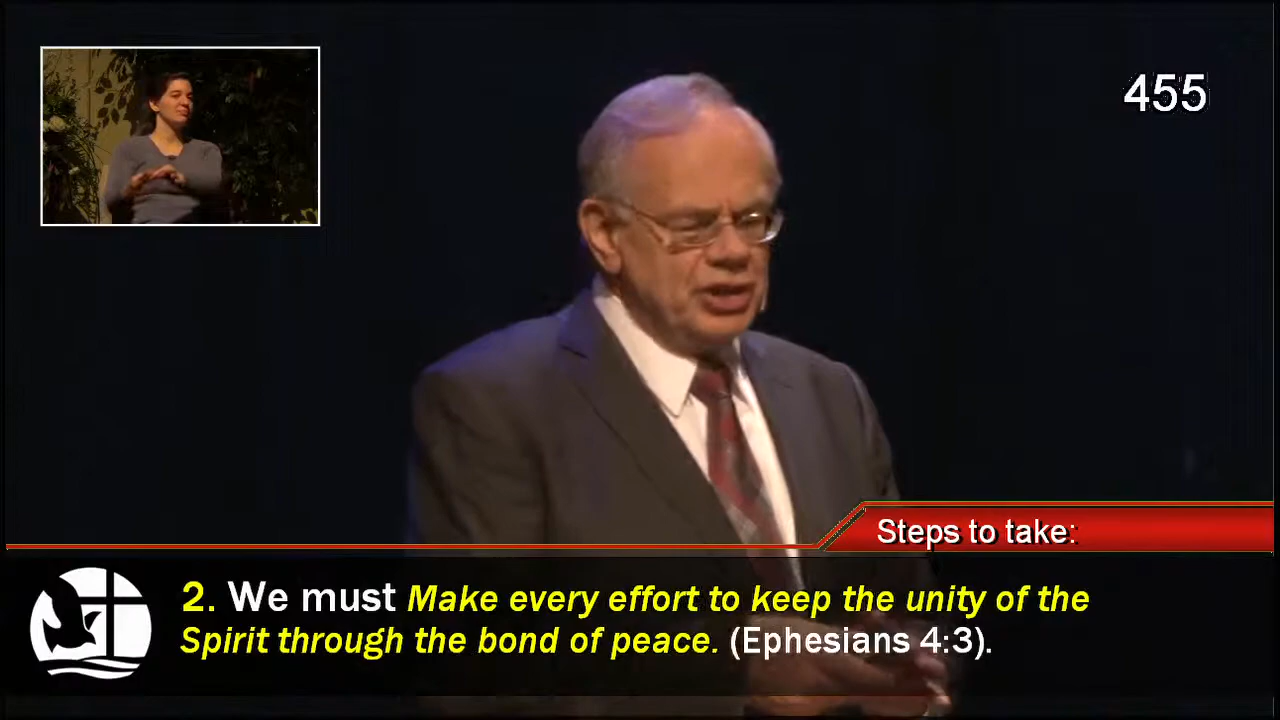 455
Steps to take:
2. We must Make every effort to keep the unity of the
Spirit through the bond of peace. (Ephesians 4:3).